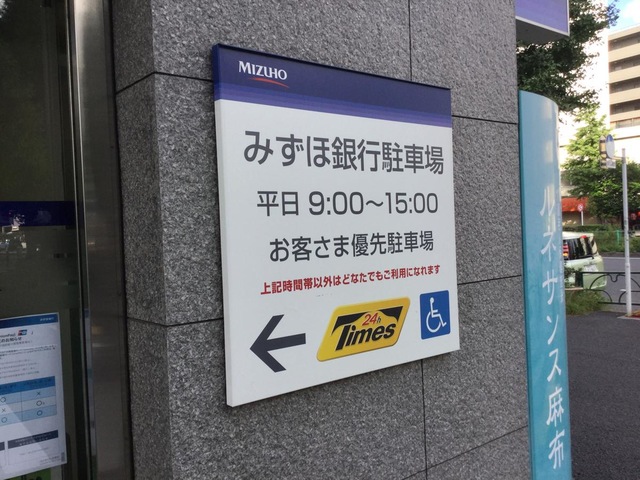 MIZUHO
みずほ銀行駐車場
平日 9:00～15:00
お客さま優先駐車場
上記時間帯以外はどなたでもご利用になれます
24h
Times
ルネサンス麻布